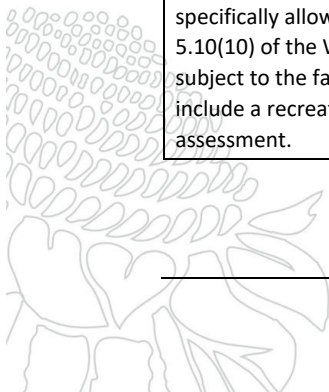 specifically allow
5.10(10) of the
subject to the fa
include a recreat
assessment.